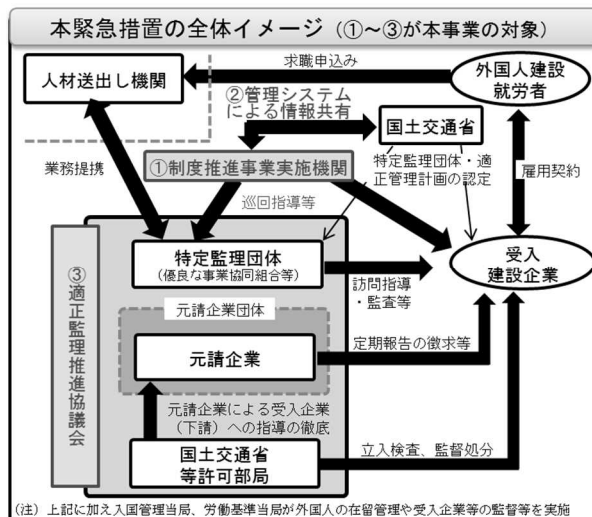 本緊急措置の全体イメージ（①～③が本事業の対象）
求職申込み
人材送出し機関
外国人建設
就労者
②管理システム
による情報共有
国土交通省
業務提携
①制度推進事業実施機関
特定監理団体・適
正管理計画の認定
雇用契約
巡回指導等
特定監理団体
（優良な事業協同組合等）
受入
建設企業
訪問指導
・監査等
③適正監理推進協議会
元請企業団体
元請企業
定期報告の徴求等
元請企業による受入企業
（下請）への指導の徹底
国土交通省
等許可部局
立入検査、監督処分
（注）上記に加え入国管理当局、労働基準当局が外国人の在留管理や受入企業等の監督等を実施